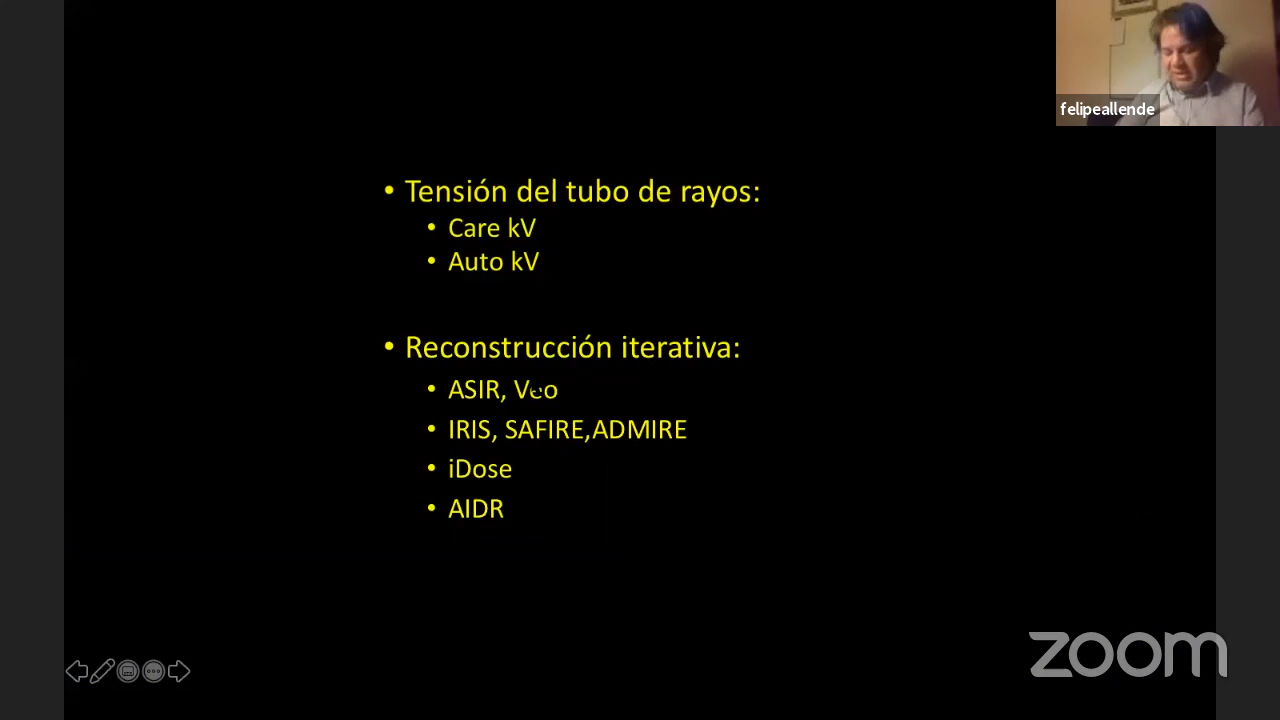 felipeallende
• Tensión del tubo de rayos:
• Care kV
• Auto kV
• Reconstrucción iterativa:
• ASIR, Veo
• IRIS, SAFIRE,ADMIRE
• iDose
• AIDR
zoom